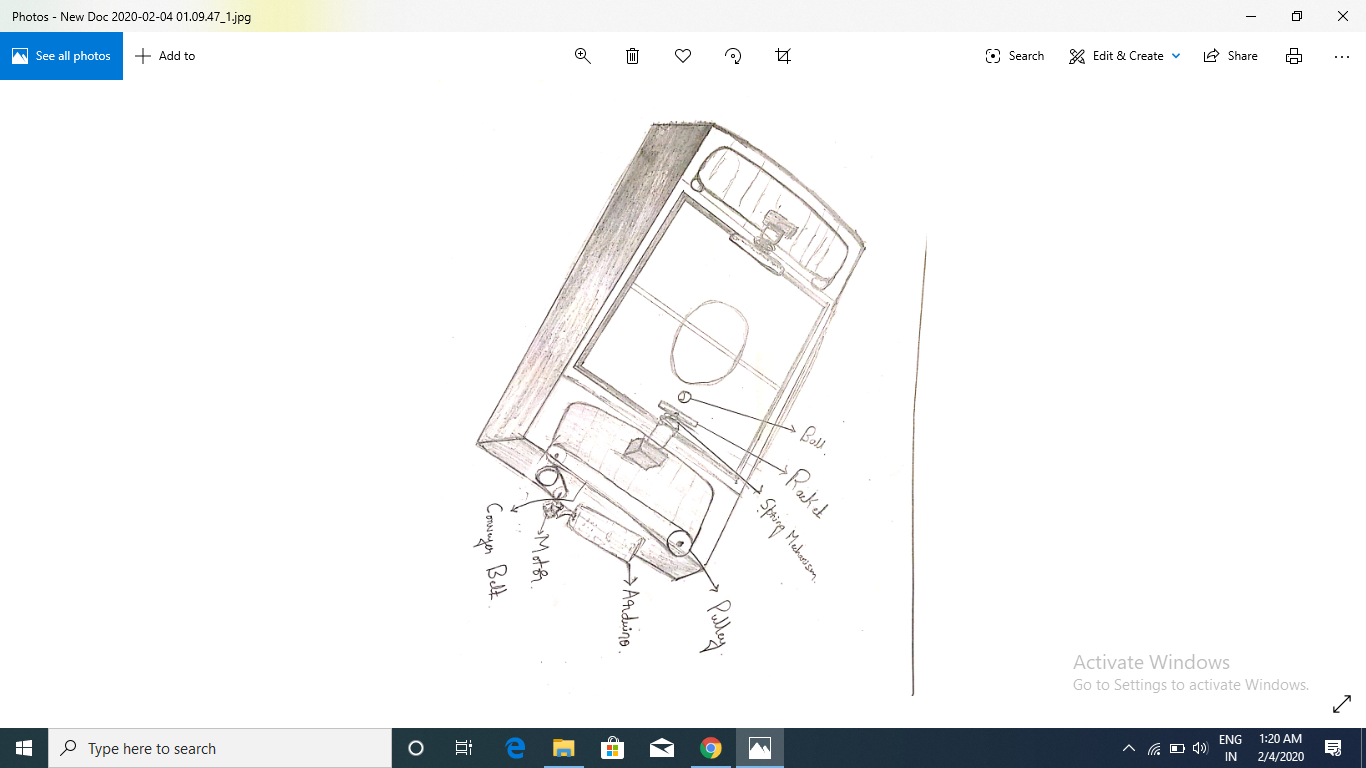 Photos - New Doc 2020-02-04 01.09.47_1.jpg
See all photos
Add to
Search
Edit & Create
Share
Ball.
Racket
Spring Mechanism.
Conveyor Belt.
Motor.
Arduino.
Pulley.
Activate Windows
Go to Settings to activate Windows.
Type here to search
ENG
IN
1:20 AM
2/4/2020